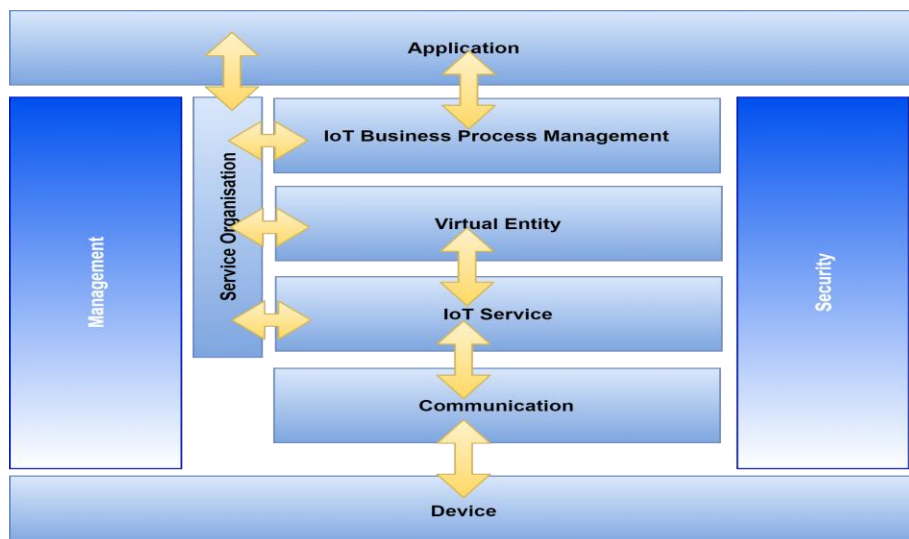 Application
IoT Business Process Management
Service Organisation
Virtual Entity
Management
Security
IoT Service
Communication
Device